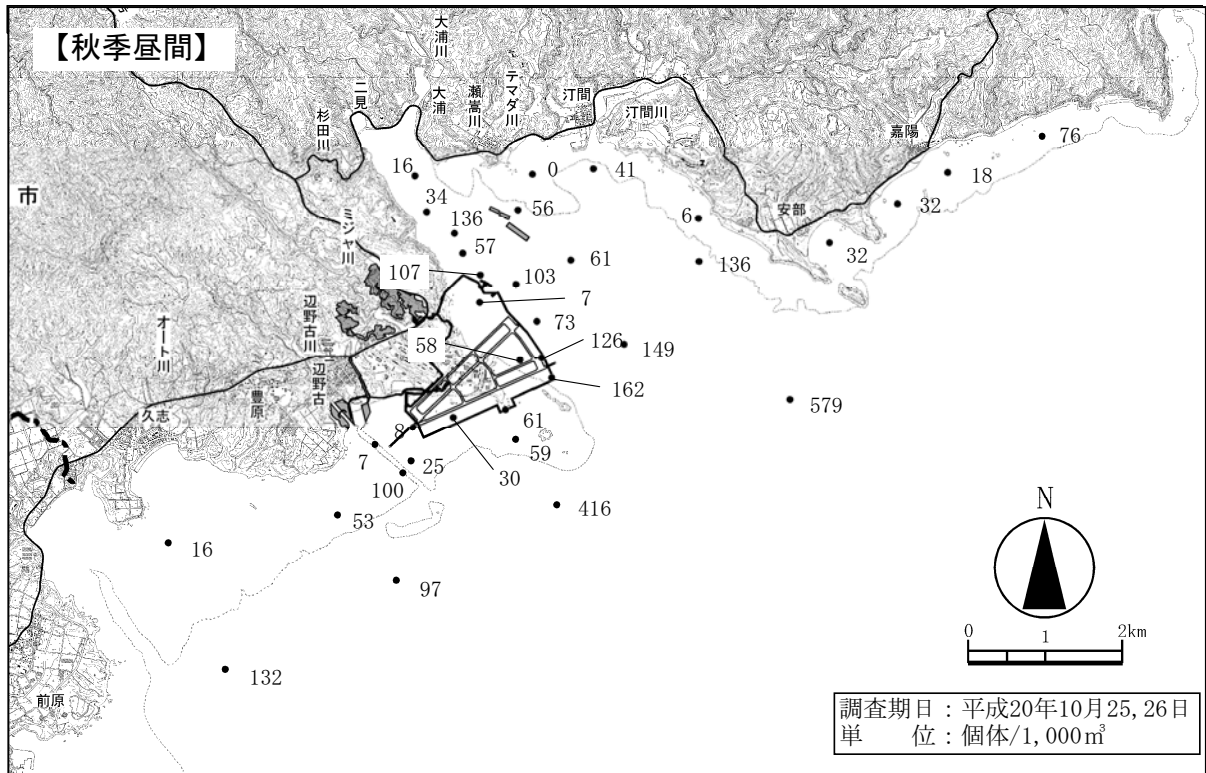 【秋季昼間】
大浦川
二見
大浦
瀬嵩川
テマダ川
汀間
汀間川
杉田川
嘉陽
76
市
16
0
41
18
34
56
6
安部
32
ミジャ川
136
57
61
136
32
107
103
7
辺野古川
73
オート川
58
126
149
辺野古
162
豊原
579
久志
8
61
7
59
25
30
100
416
N
53
16
97
0 1 2km
132
前原
調査期日：平成20年10月25,26日
単　　位：個体/1,000㎥